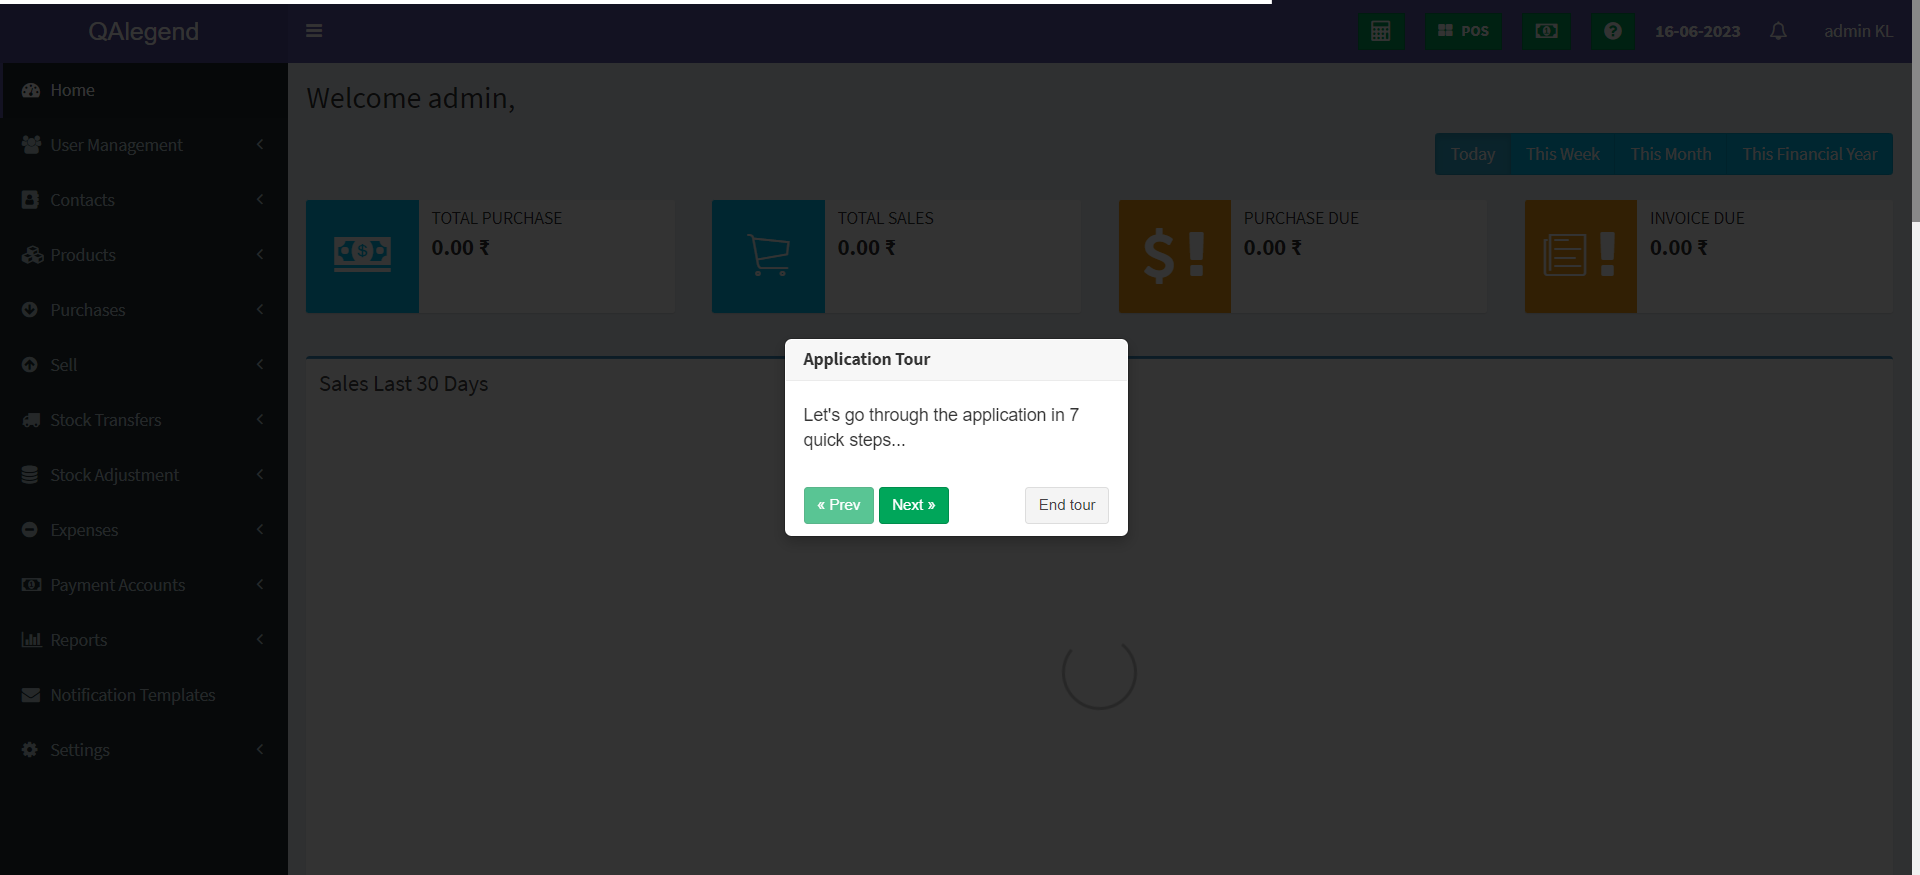 QAlegend
POS
16-06-2023
admin KL
Home
User Management
Contacts
Products
Purchases
Sell
Stock Transfers
Stock Adjustment
Expenses
Payment Accounts
Reports
Notification Templates
Settings
Welcome admin,
Today This Week This Month This Financial Year
TOTAL PURCHASE
0.00 ₹
TOTAL SALES
0.00 ₹
PURCHASE DUE
0.00 ₹
INVOICE DUE
0.00 ₹
Sales Last 30 Days
Application Tour
Let's go through the application in 7
quick steps...
« Prev Next » End tour